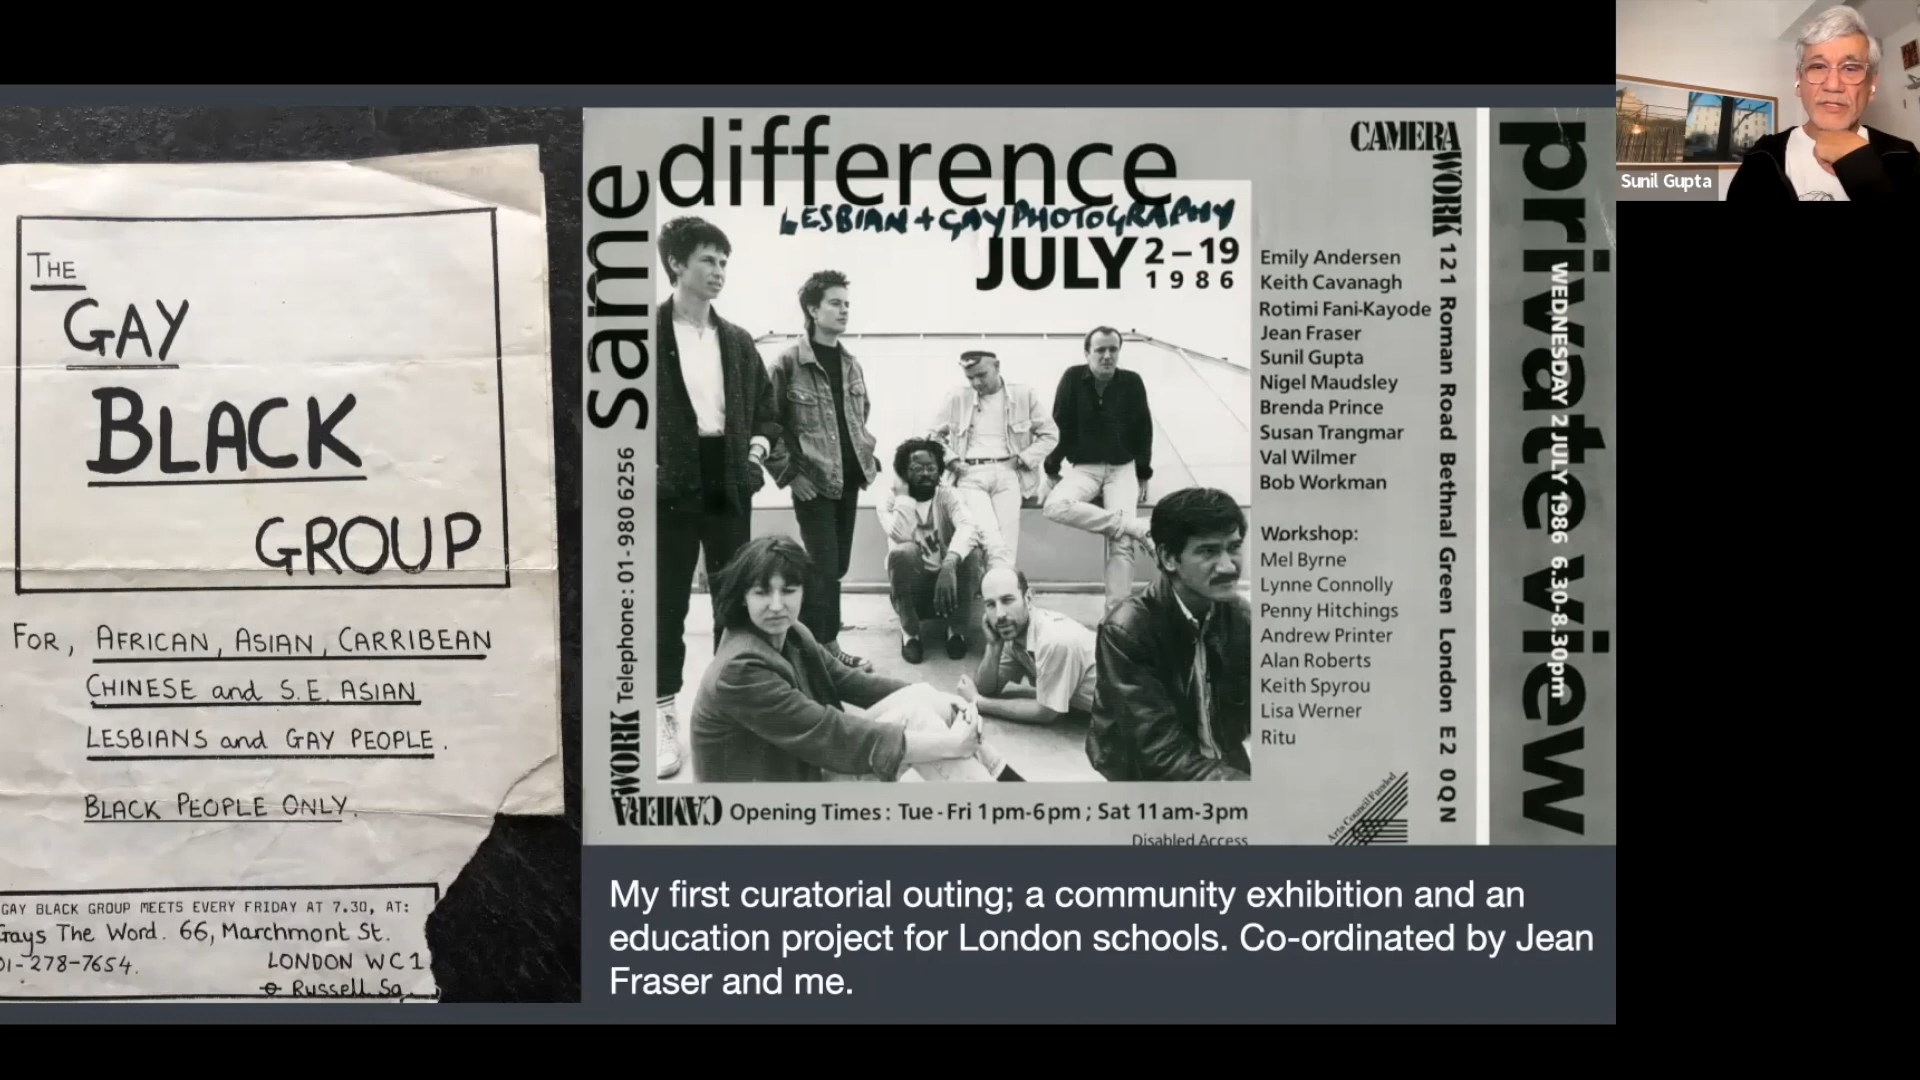 THE
GAY
BLACK
GROUP
FOR, AFRICAN, ASIAN, CARRIBEAN
CHINESE and S.E. ASIAN
LESBIANS and GAY PEOPLE.
BLACK PEOPLE ONLY.
GAY BLACK GROUP MEETS EVERY FRIDAY AT 7.30, AT:
Gays The Word. 66, Marchmont St.
01-278-7654.
LONDON WC1
Russell Sq
same
difference
LESBIAN + GAY PHOTOGRAPHY
JULY 2–19
1986
Emily Andersen
Keith Cavanagh
Rotimi Fani-Kayode
Jean Fraser
Sunil Gupta
Nigel Maudsley
Brenda Prince
Susan Trangmar
Val Wilmer
Bob Workman
Workshop:
Mel Byrne
Lynne Connolly
Penny Hitchings
Andrew Printer
Alan Roberts
Keith Spyrou
Lisa Werner
Ritu
CAMERAWORK 121 Roman Road Bethnal Green London E2 0QN
CAMERAWORK Telephone: 01-980 6256
Opening Times: Tue-Fri 1pm-6pm; Sat 11am-3pm
Disabled Access
Arts Council Funded
private view
WEDNESDAY 2 JULY 1986 6.30-8.30pm
My first curatorial outing; a community exhibition and an
education project for London schools. Co-ordinated by Jean
Fraser and me.
Sunil Gupta